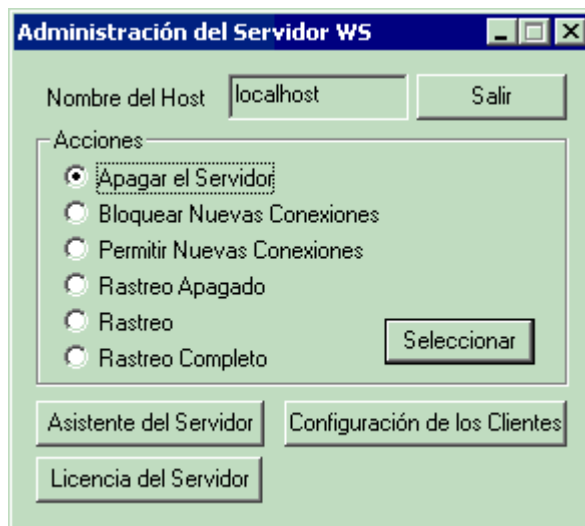 Administración del Servidor WS
Nombre del Host localhost Salir
Acciones
Apagar el Servidor
Bloquear Nuevas Conexiones
Permitir Nuevas Conexiones
Rastreo Apagado
Rastreo
Seleccionar
Rastreo Completo
Asistente del Servidor Configuración de los Clientes
Licencia del Servidor